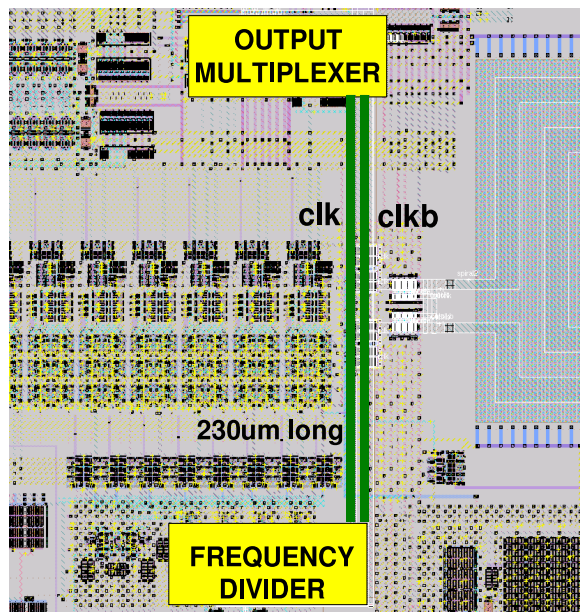 OUTPUT
MULTIPLEXER
clk
clkb
230um long
FREQUENCY
DIVIDER